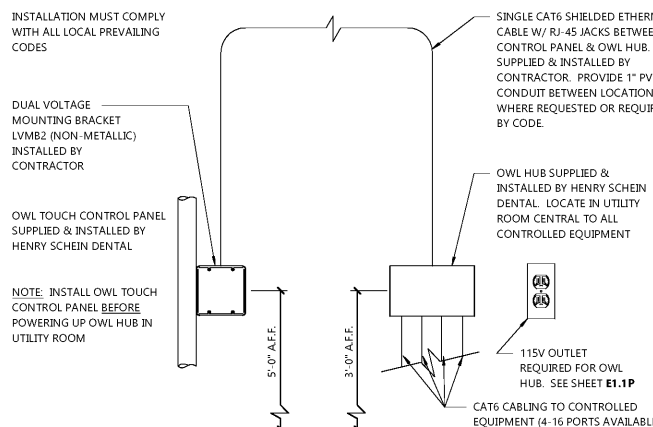 INSTALLATION MUST COMPLY
WITH ALL LOCAL PREVAILING
CODES
DUAL VOLTAGE
MOUNTING BRACKET
LVMB2 (NON-METALLIC)
INSTALLED BY
CONTRACTOR
OWL TOUCH CONTROL PANEL
SUPPLIED & INSTALLED BY
HENRY SCHEIN DENTAL
NOTE: INSTALL OWL TOUCH
CONTROL PANEL BEFORE
POWERING UP OWL HUB IN
UTILITY ROOM
5'-0" A.F.F.
3'-0" A.F.F.
SINGLE CAT6 SHIELDED ETHERN
CABLE W/ RJ-45 JACKS BETWEE
CONTROL PANEL & OWL HUB.
SUPPLIED & INSTALLED BY
CONTRACTOR. PROVIDE 1" PV
CONDUIT BETWEEN LOCATION
WHERE REQUESTED OR REQUIR
BY CODE.
OWL HUB SUPPLIED &
INSTALLED BY HENRY SCHEIN
DENTAL. LOCATE IN UTILITY
ROOM CENTRAL TO ALL
CONTROLLED EQUIPMENT
115V OUTLET
REQUIRED FOR OWL
HUB. SEE SHEET E1.1P
CAT6 CABLING TO CONTROLLED
EQUIPMENT (4-16 PORTS AVAILABL